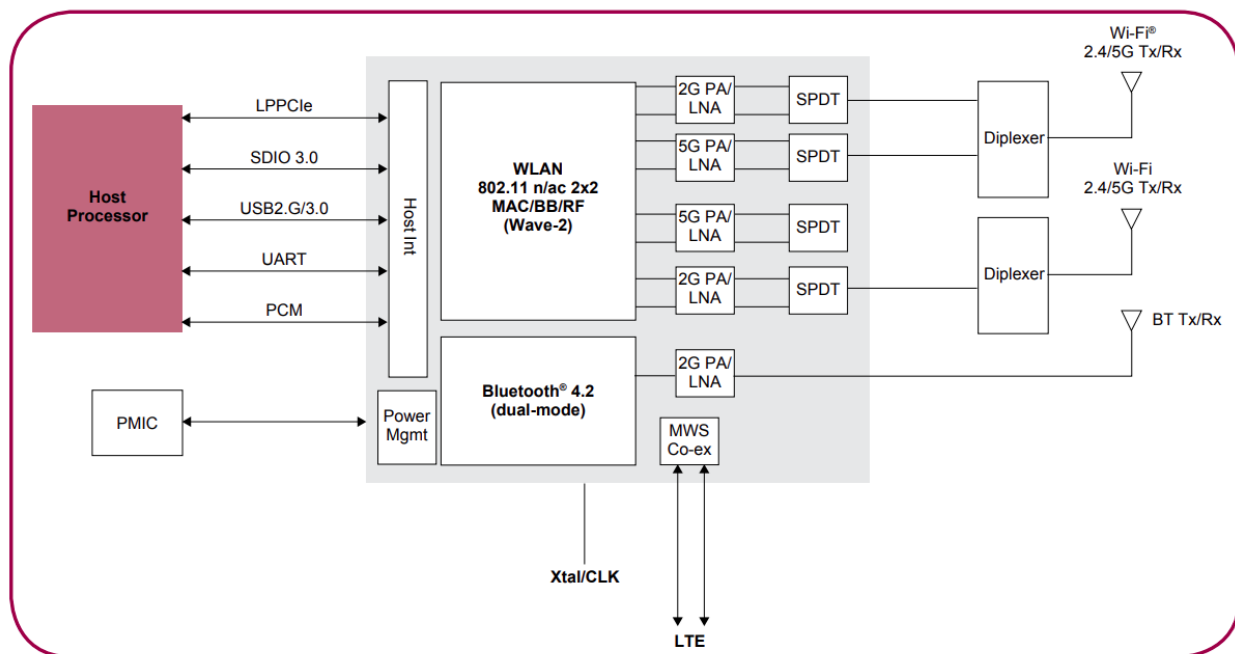 Wi-Fi®
2.4/5G Tx/Rx
LPPCIe
SDIO 3.0
USB2.G/3.0
UART
PCM
Host
Processor
Host Int
WLAN
802.11 n/ac 2x2
MAC/BB/RF
(Wave-2)
2G PA/
LNA
SPDT
5G PA/
LNA
SPDT
5G PA/
LNA
SPDT
2G PA/
LNA
SPDT
Diplexer
Wi-Fi
2.4/5G Tx/Rx
Diplexer
BT Tx/Rx
Bluetooth® 4.2
(dual-mode)
2G PA/
LNA
PMIC
Power
Mgmt
MWS
Co-ex
Xtal/CLK
LTE